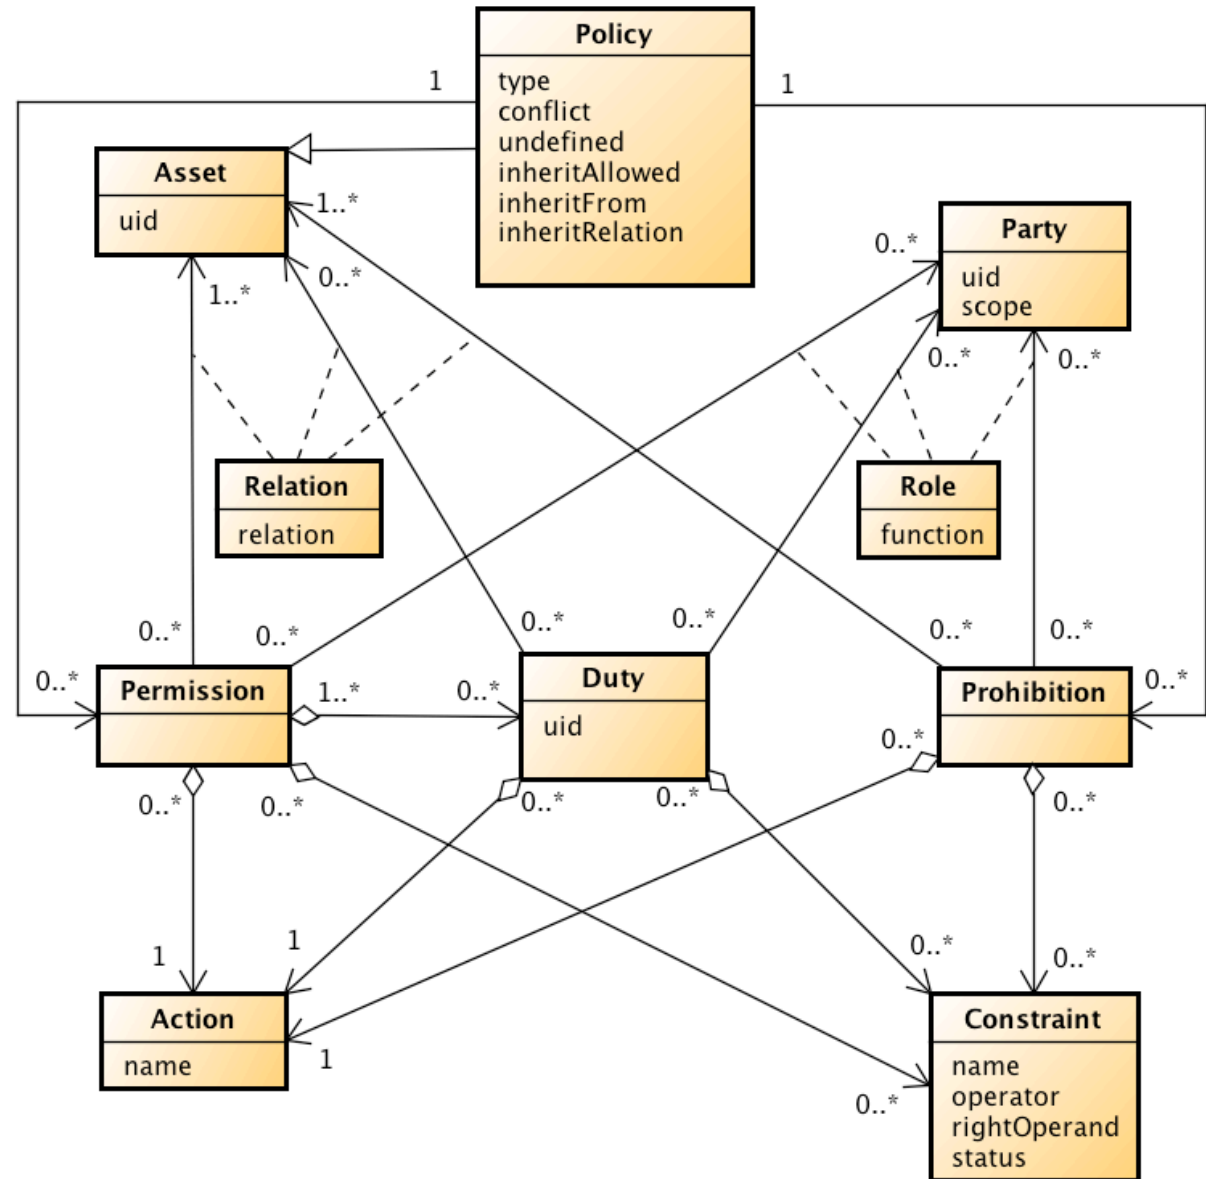 Policy
type
conflict
undefined
inheritAllowed
inheritFrom
inheritRelation
1
1
Asset
uid
1..*
0..*
1..*
Party
uid
scope
0..*
0..*
0..*
Relation
relation
Role
function
0..*
0..*
0..*
0..*
0..*
0..*
0..*
Permission
1..*
0..*
Duty
uid
Prohibition
0..*
0..*
0..*
0..*
0..*
0..*
0..*
1
1
0..*
0..*
Action
name
1
0..*
Constraint
name
operator
rightOperand
status